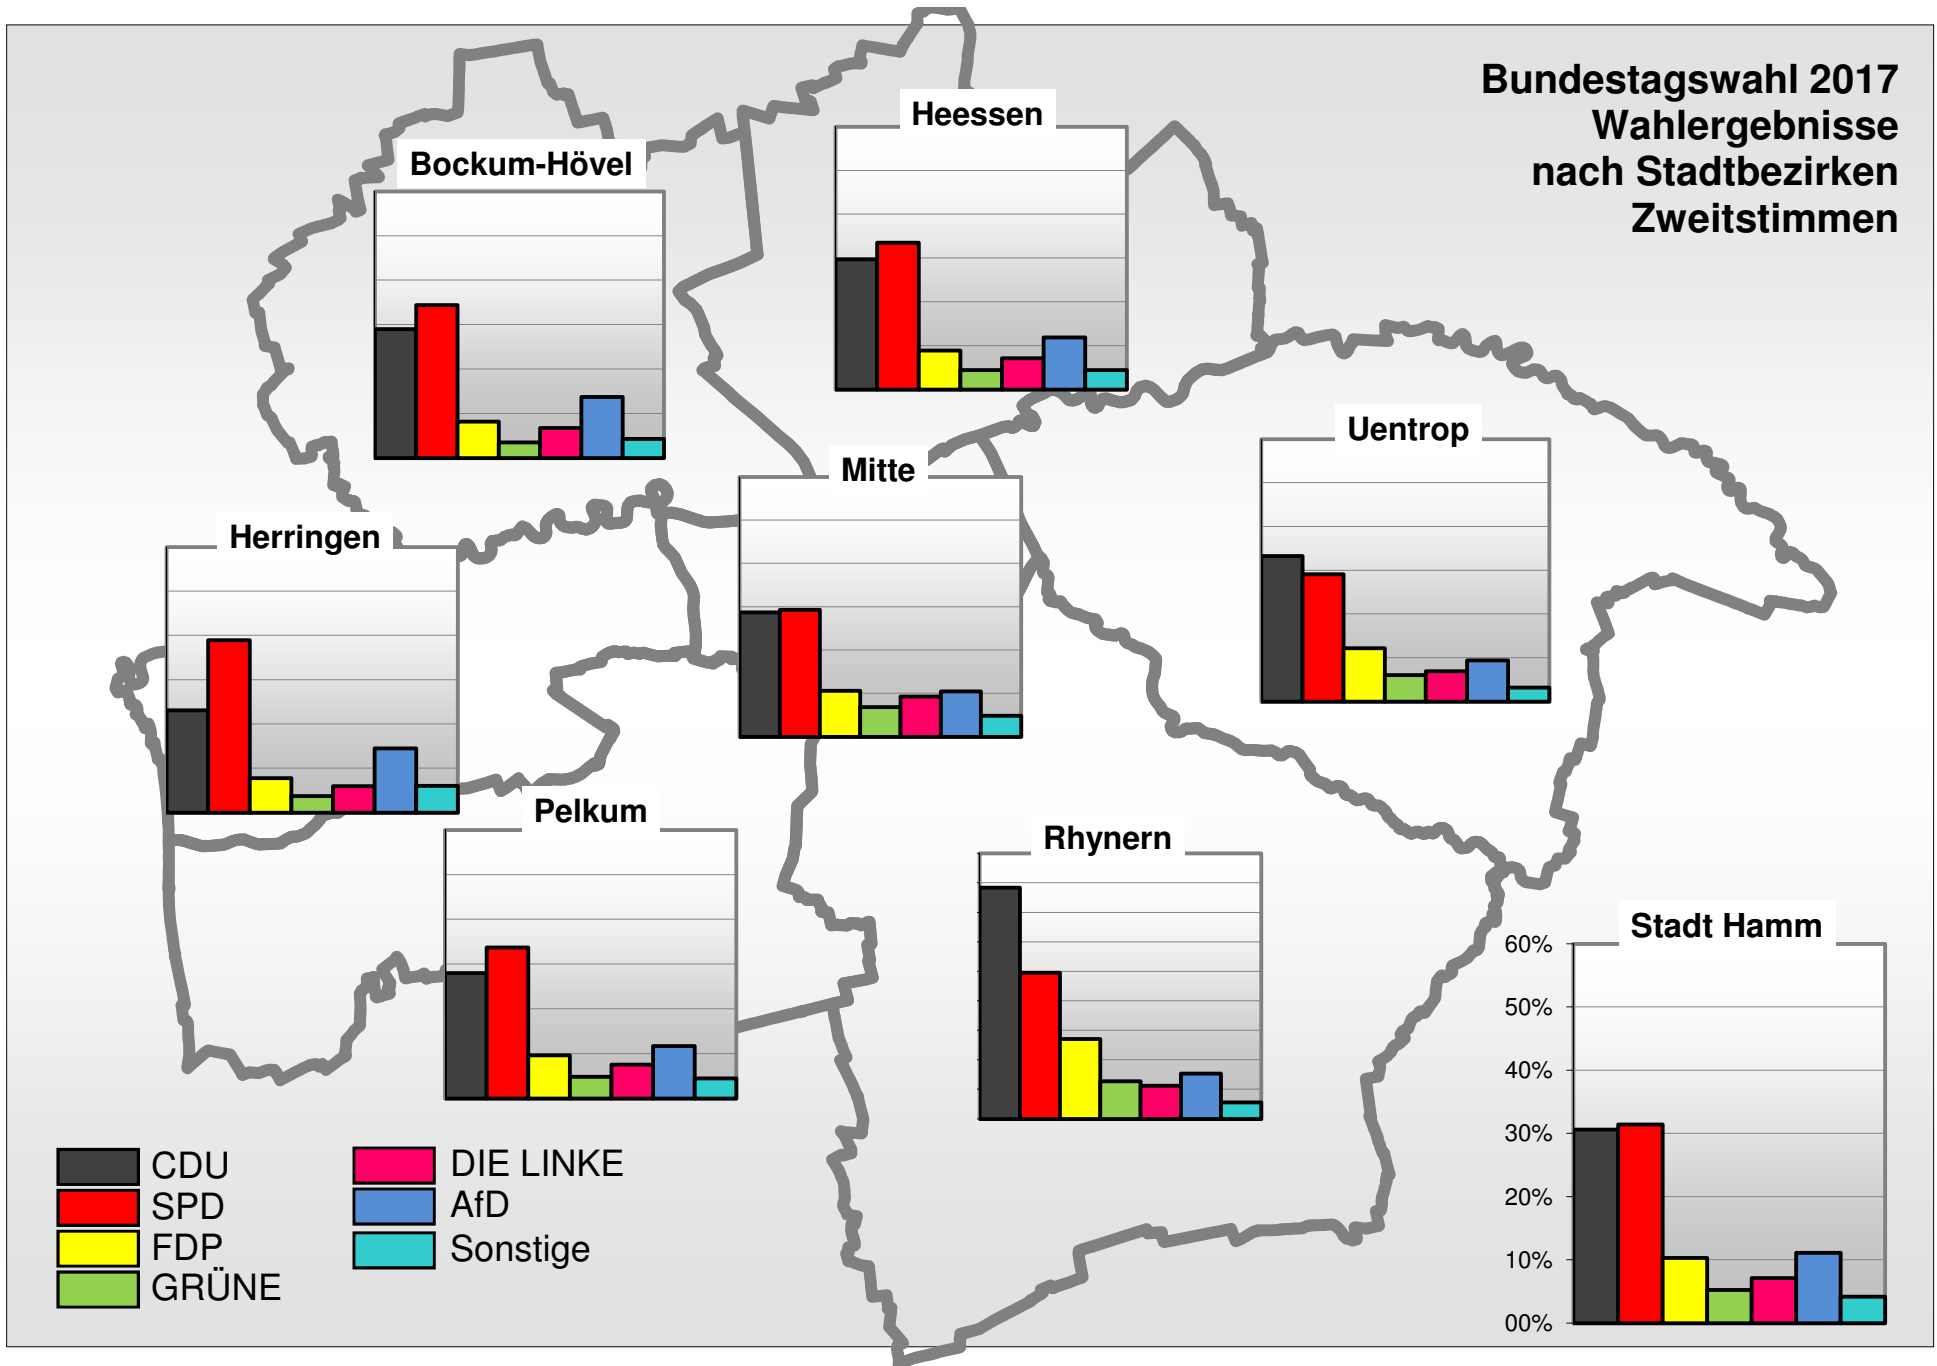 Bundestagswahl 2017
Wahlergebnisse
nach Stadtbezirken
Zweitstimmen
Heessen
Bockum-Hövel
Uentrop
Mitte
Herringen
Pelkum
Rhynern
Stadt Hamm
60%
50%
40%
30%
20%
10%
00%
CDU
SPD
FDP
GRÜNE
DIE LINKE
AfD
Sonstige